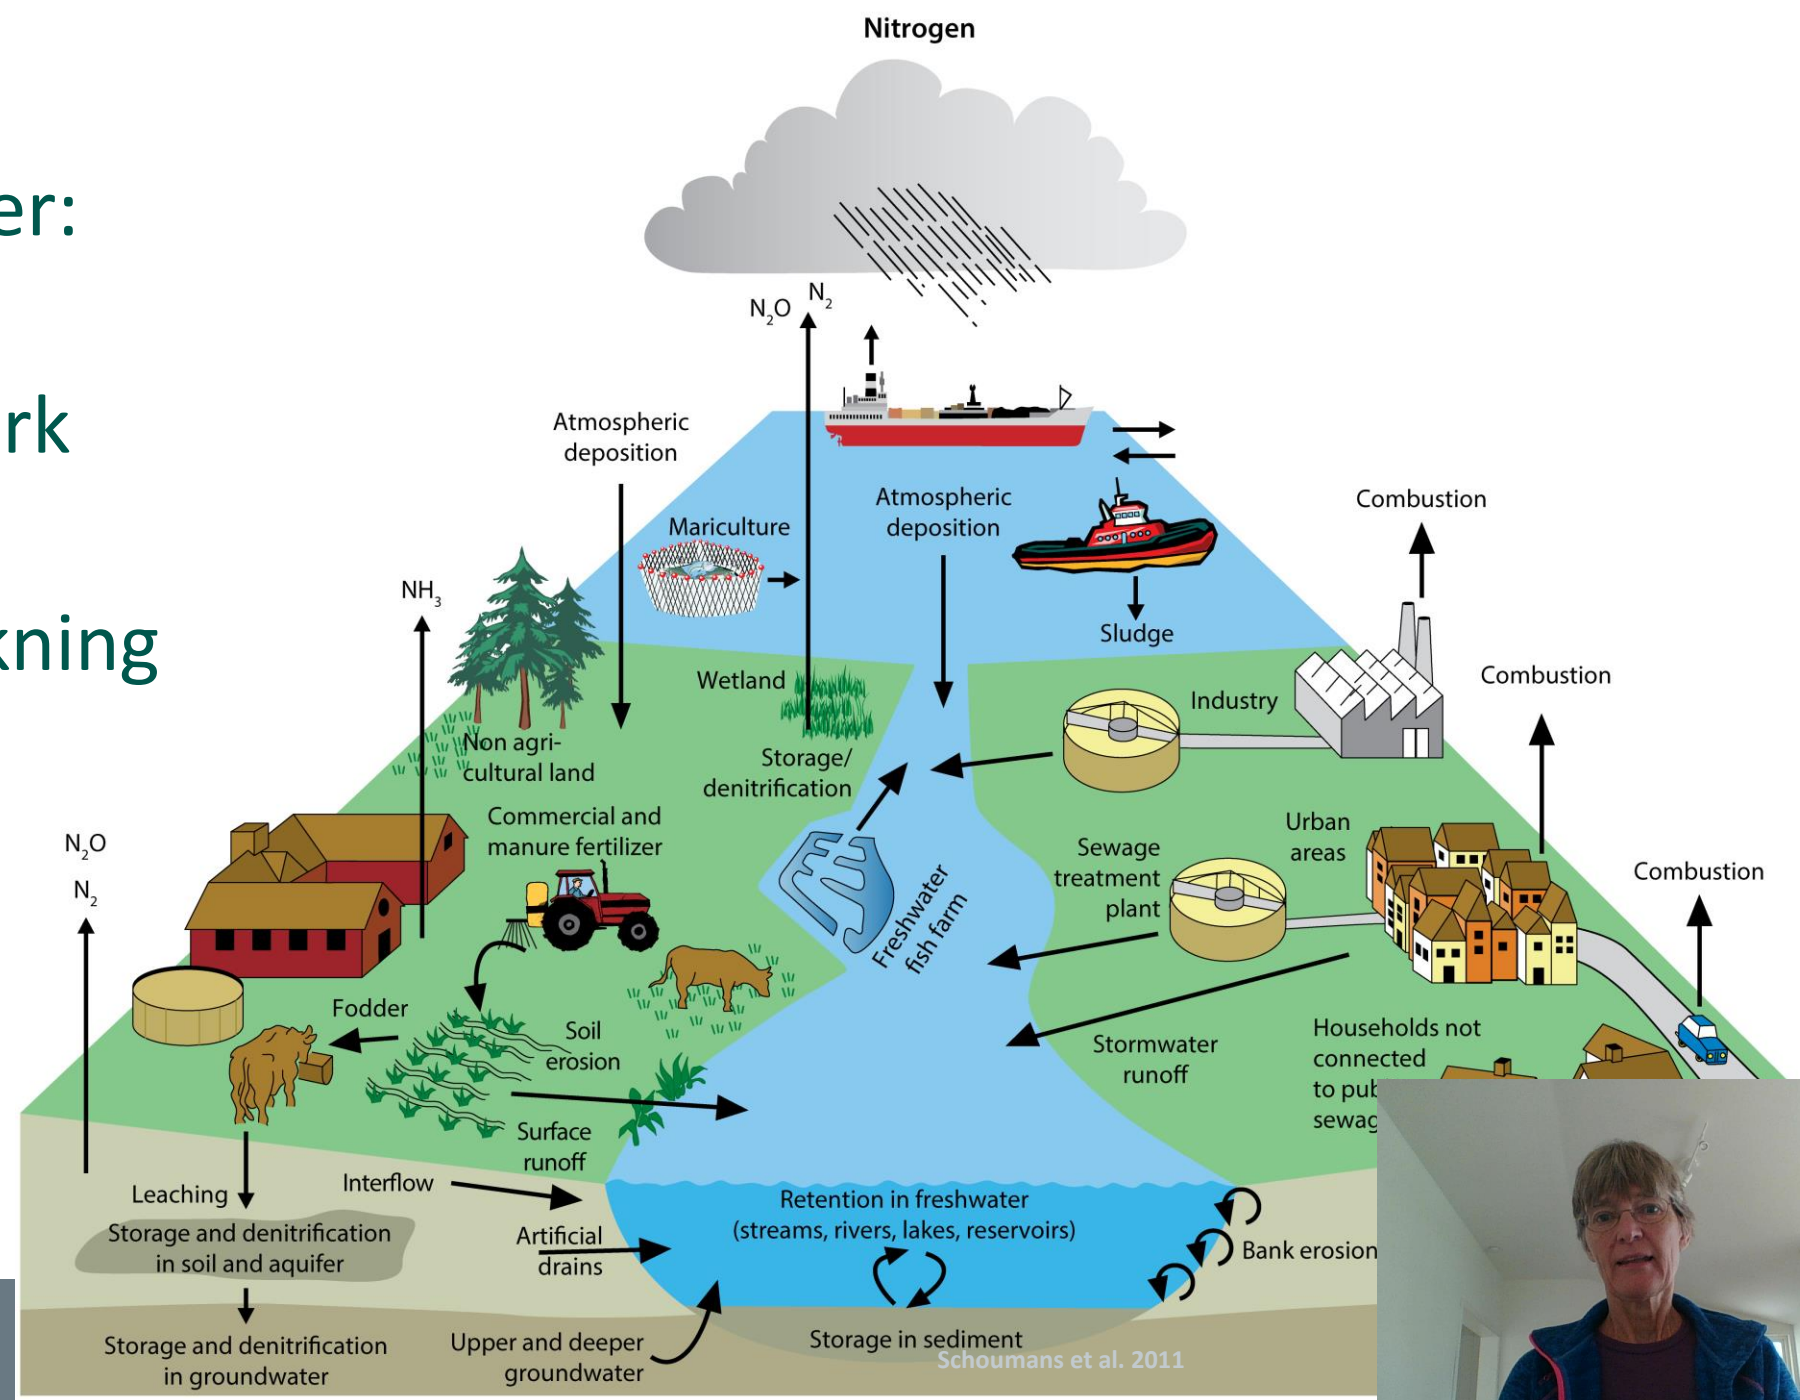 Nitrogen
er:
N₂O
N₂
rk
Atmospheric
deposition
Atmospheric
deposition
Combustion
Mariculture
NH₃
Sludge
kning
Wetland
Industry
Combustion
Non agri-
cultural land
Storage/
denitrification
Commercial and
manure fertilizer
Urban
areas
N₂O
N₂
Sewage
treatment
plant
Combustion
Freshwater
fish farm
Fodder
Soil
erosion
Stormwater
runoff
Households not
connected
to pub
sewag
Surface
runoff
Interflow
Leaching
Retention in freshwater
(streams, rivers, lakes, reservoirs)
Storage and denitrification
in soil and aquifer
Artificial
drains
Bank erosion
Storage and denitrification
in groundwater
Upper and deeper
groundwater
Storage in sediment
Schoumans et al. 2011